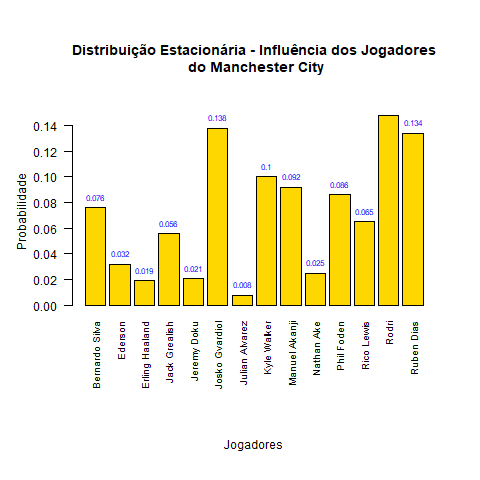 Distribuição Estacionária - Influência dos Jogadores
do Manchester City
Probabilidade
0.14
0.12
0.10
0.08
0.06
0.04
0.02
0.00
0.076
0.032
0.019
0.056
0.021
0.138
0.008
0.1
0.092
0.025
0.086
0.065
0.134
Bernardo Silva
Ederson
Erling Haaland
Jack Grealish
Jeremy Doku
Josko Gvardiol
Julian Alvarez
Kyle Walker
Manuel Akanji
Nathan Ake
Phil Foden
Rico Lewis
Rodri
Ruben Dias
Jogadores